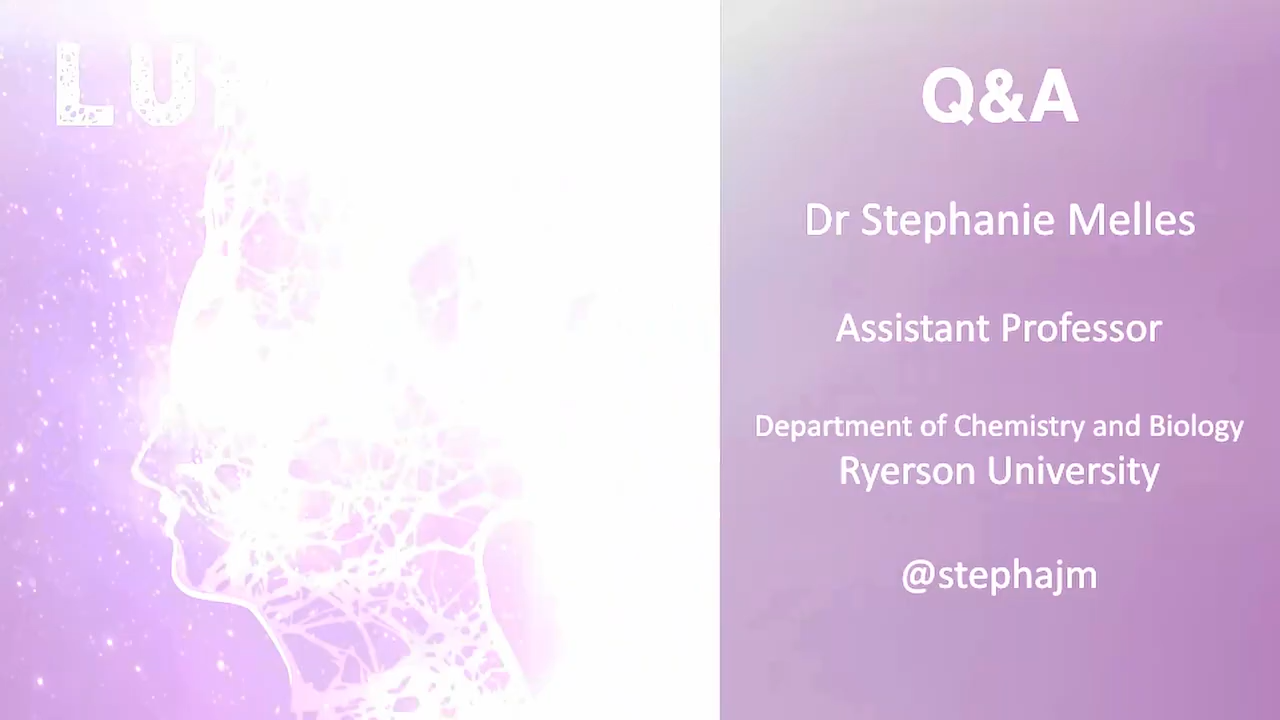 Q&A
Dr Stephanie Melles
Assistant Professor
Department of Chemistry and Biology
Ryerson University
@stephajm